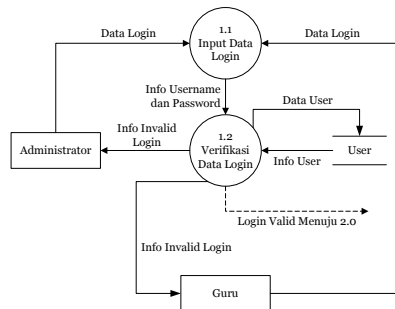 1.1
Input Data
Login
Data Login
Data Login
Info Username
dan Password
Data User
1.2
Verifikasi
Data Login
Info Invalid
Login
Administrator
User
Info User
Login Valid Menuju 2.0
Info Invalid Login
Guru